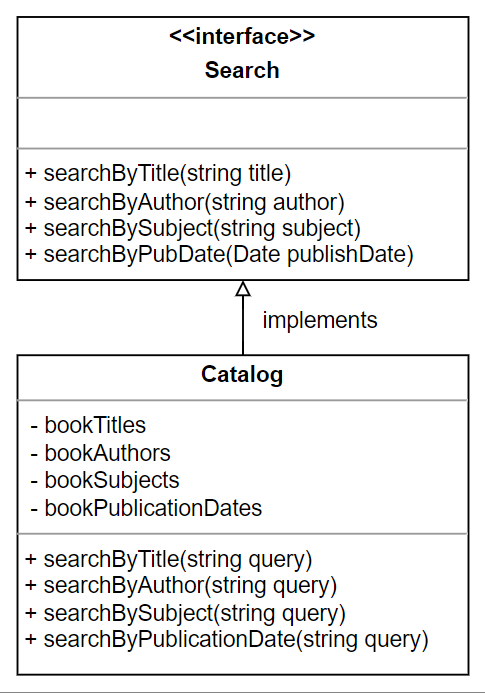 <<interface>>
Search
+ searchByTitle(string title)
+ searchByAuthor(string author)
+ searchBySubject(string subject)
+ searchByPubDate(Date publishDate)
implements
Catalog
- bookTitles
- bookAuthors
- bookSubjects
- bookPublicationDates
+ searchByTitle(string query)
+ searchByAuthor(string query)
+ searchBySubject(string query)
+ searchByPublicationDate(string query)